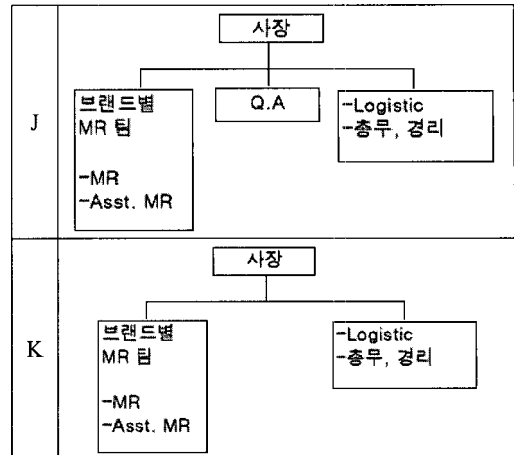 J
사장
브랜드별
MR 팀
-MR
-Asst. MR
Q.A
-Logistic
-총무, 경리
K
사장
브랜드별
MR 팀
-MR
-Asst. MR
-Logistic
-총무, 경리